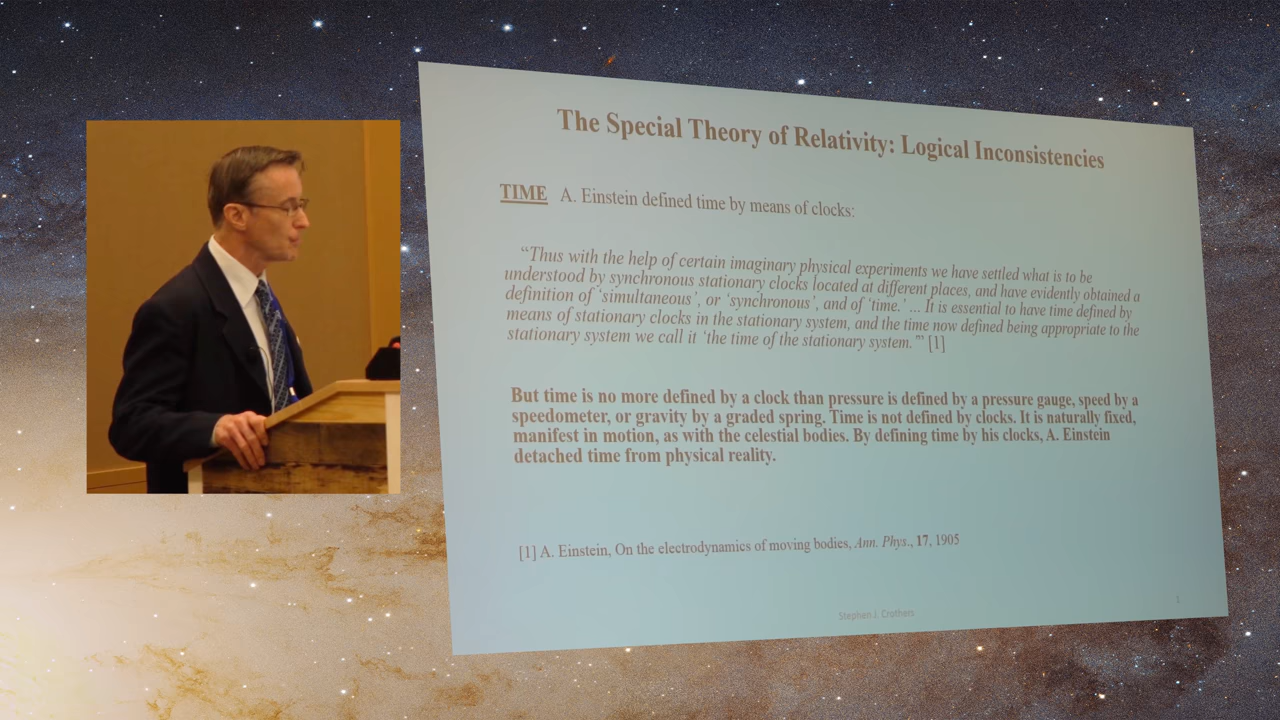 The Special Theory of Relativity: Logical Inconsistencies
TIME A. Einstein defined time by means of clocks:
“Thus with the help of certain imaginary physical experiments we have settled what is to be
understood by synchronous stationary clocks located at different places, and have evidently obtained a
definition of ‘simultaneous’, or ‘synchronous’, and of ‘time.’ ... It is essential to have time defined by
means of stationary clocks in the stationary system, and the time now defined being appropriate to the
stationary system we call it ‘the time of the stationary system.’” [1]
But time is no more defined by a clock than pressure is defined by a pressure gauge, speed by a
speedometer, or gravity by a graded spring. Time is not defined by clocks. It is naturally fixed,
manifest in motion, as with the celestial bodies. By defining time by his clocks, A. Einstein
detached time from physical reality.
[1] A. Einstein, On the electrodynamics of moving bodies, Ann. Phys., 17, 1905
Stephen J. Crothers
1